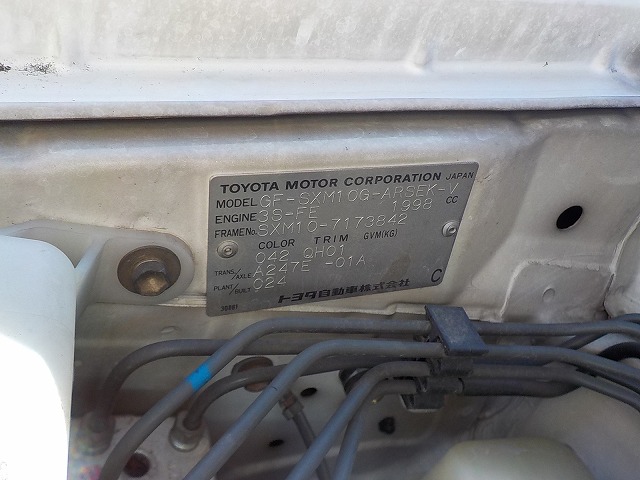 TOYOTA MOTOR CORPORATION JAPAN
MODEL GF-SXM10G-ARSEK-V
ENGINE 3S-FE 1998 CC
FRAME No. SXM10-7173842
COLOR TRIM GVM(KG)
042 QH01
TRANS/AXLE A247E -01A
PLANT/BUILT 024 C
トヨタ自動車株式会社